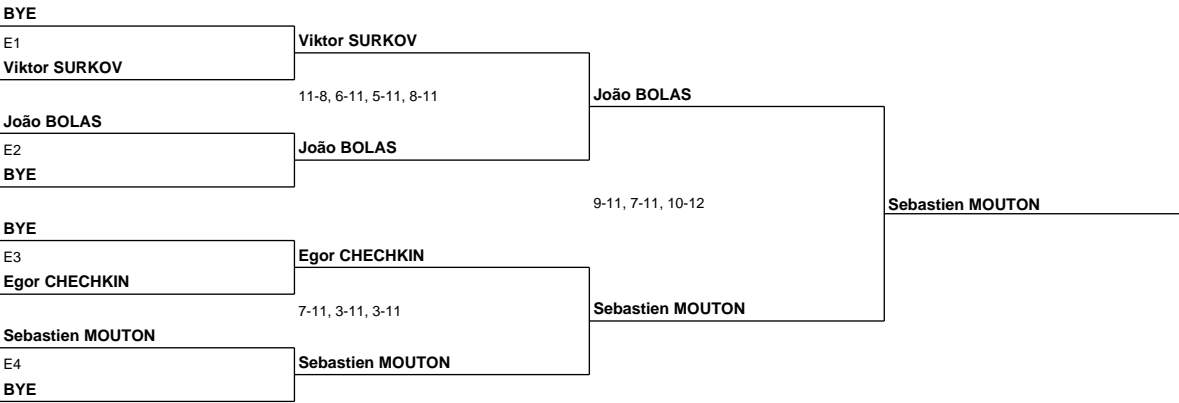 BYE
E1
Viktor SURKOV
Viktor SURKOV
11-8, 6-11, 5-11, 8-11
João BOLAS
João BOLAS
E2
João BOLAS
BYE
9-11, 7-11, 10-12
Sebastien MOUTON
BYE
E3
Egor CHECHKIN
Egor CHECHKIN
7-11, 3-11, 3-11
Sebastien MOUTON
Sebastien MOUTON
E4
Sebastien MOUTON
BYE